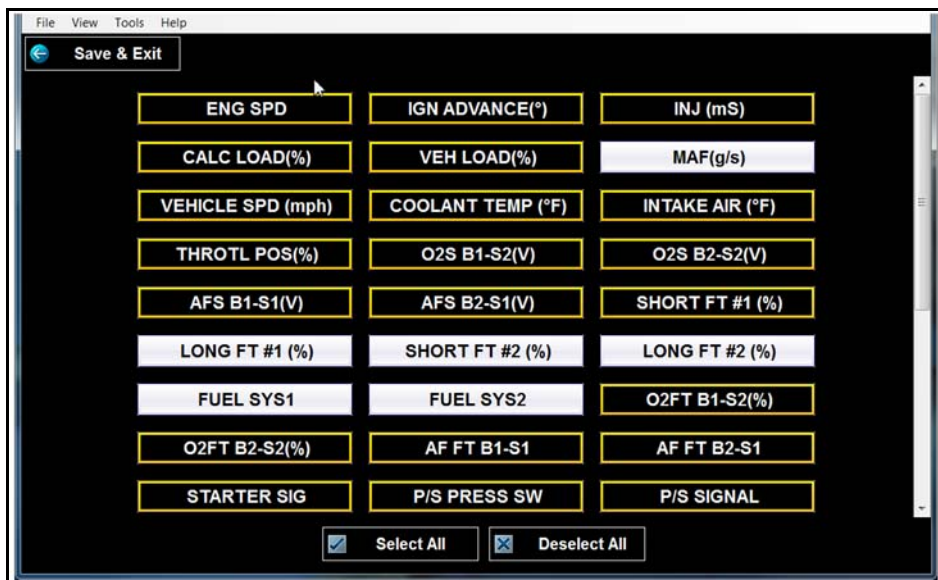 File View Tools Help
Save & Exit
ENG SPD IGN ADVANCE(°) INJ (mS)
CALC LOAD(%) VEH LOAD(%) MAF(g/s)
VEHICLE SPD (mph) COOLANT TEMP (°F) INTAKE AIR (°F)
THROTL POS(%) O2S B1-S2(V) O2S B2-S2(V)
AFS B1-S1(V) AFS B2-S1(V) SHORT FT #1 (%)
LONG FT #1 (%) SHORT FT #2 (%) LONG FT #2 (%)
FUEL SYS1 FUEL SYS2 O2FT B1-S2(%)
O2FT B2-S2(%) AF FT B1-S1 AF FT B2-S1
STARTER SIG P/S PRESS SW P/S SIGNAL
Select All Deselect All